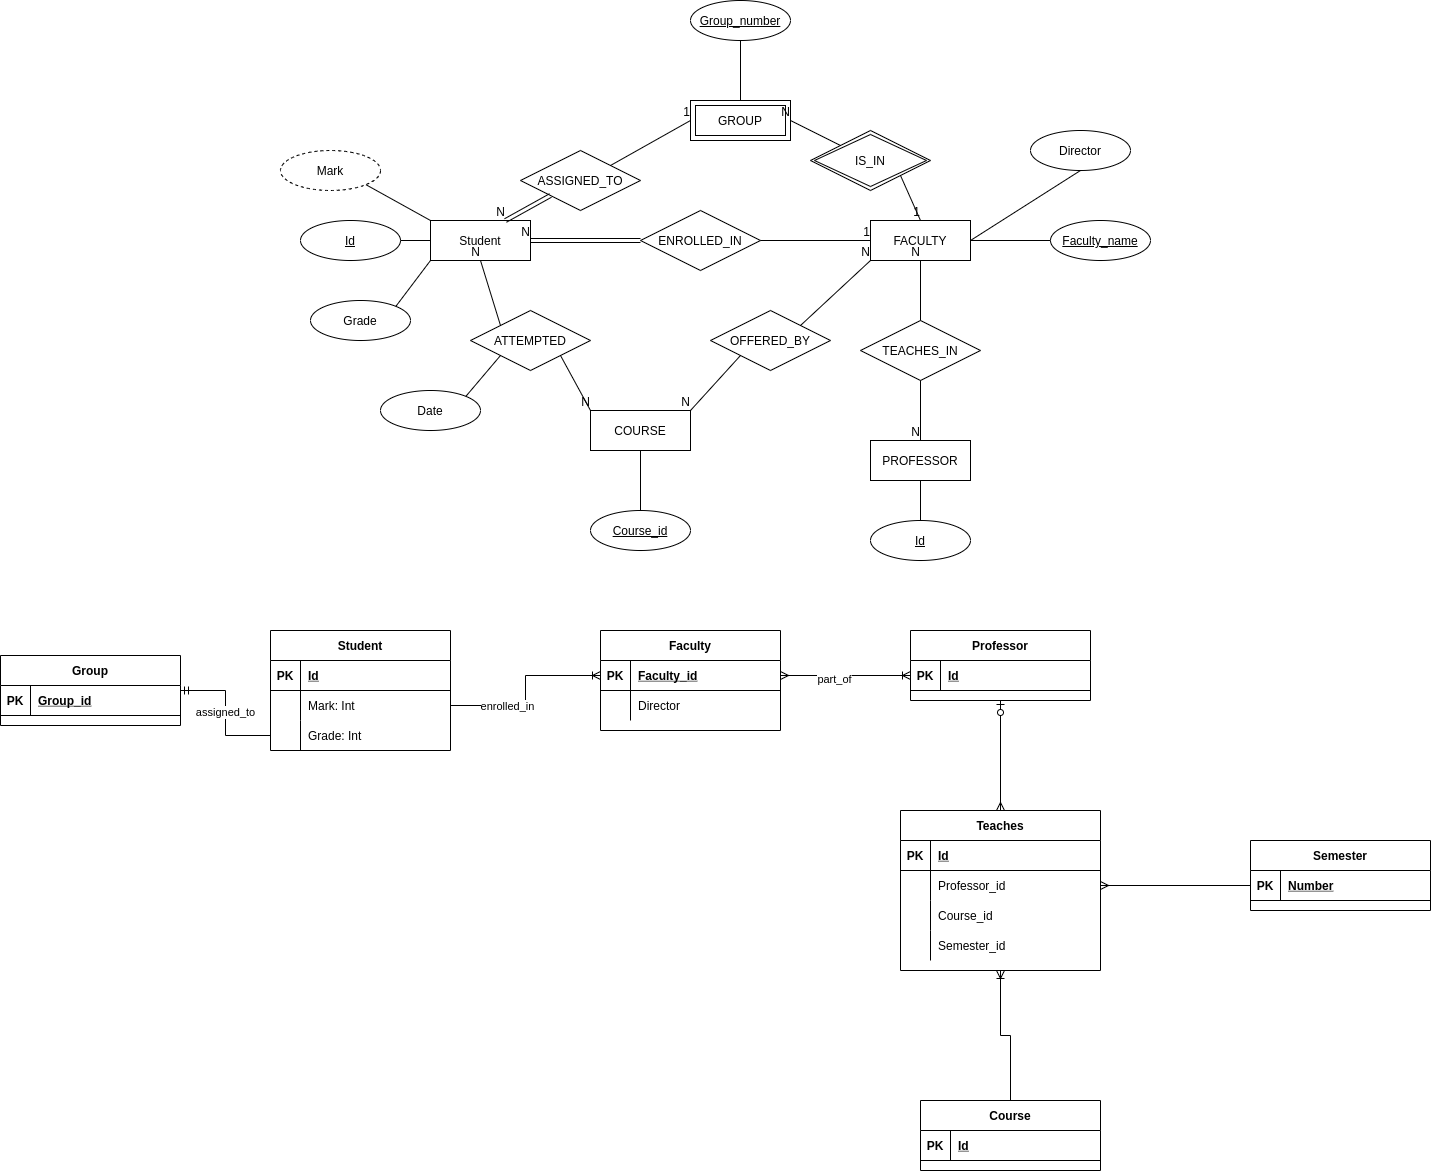 Group_number
1
GROUP
N
Mark
ASSIGNED_TO
IS_IN
Director
N
1
Id
Student
N
ENROLLED_IN
1
FACULTY
Faculty_name
N
N
N
Grade
ATTEMPTED
OFFERED_BY
TEACHES_IN
Date
N
N
COURSE
N
PROFESSOR
Course_id
Id
Group
PK Group_id
assigned_to
Student
PK Id
Mark: Int
Grade: Int
enrolled_in
Faculty
PK Faculty_id
Director
part_of
Professor
PK Id
Teaches
PK Id
Professor_id
Course_id
Semester_id
Semester
PK Number
Course
PK Id